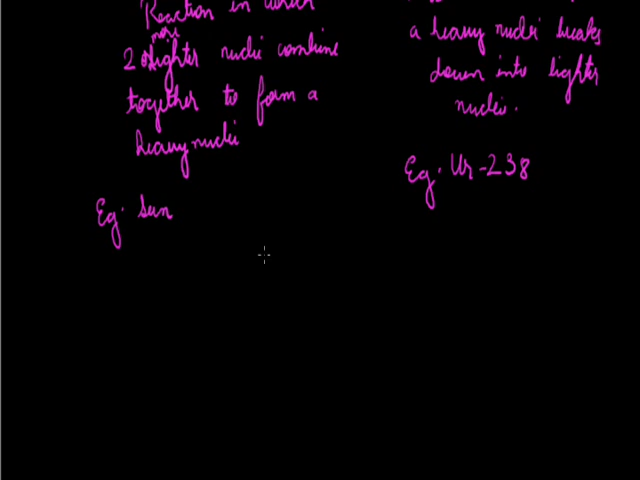 Reaction in which
more
2 or lighter nuclei combine
together to form a
heavy nuclei
Eg. Sun
a heavy nuclei breaks
down into lighter
nuclei.
Eg. Ur-238